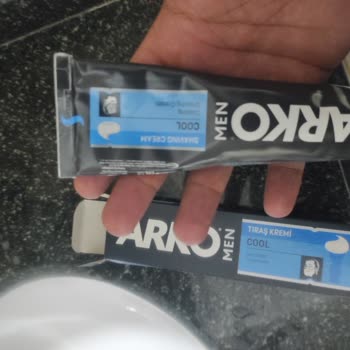 ARKO
MEN
SHAVING CREAM
COOL
ARKO
MEN
TIRAŞ KREMİ
COOL